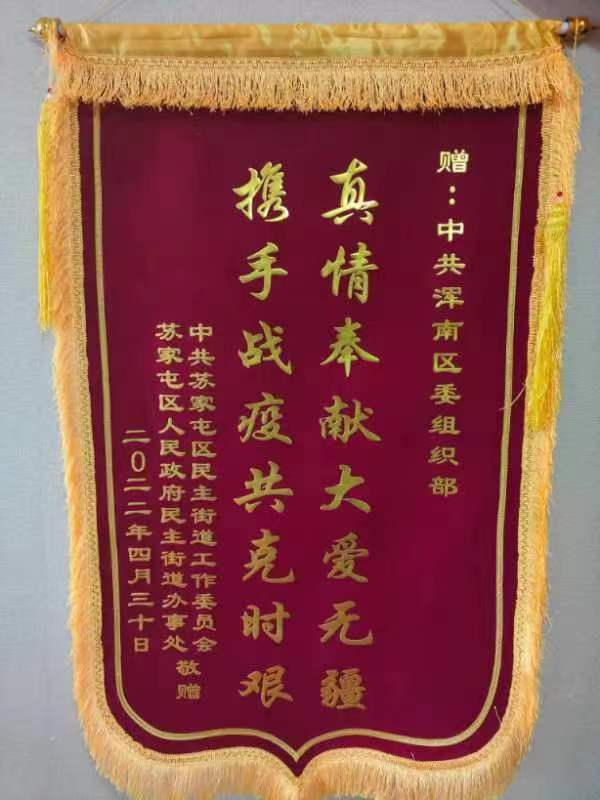 赠：中共浑南区委组织部
真情奉献大爱无疆
携手战疫共克时艰
中共苏家屯区民主街道工作委员会
苏家屯区人民政府民主街道办事处
敬赠
二0二二年四月三十日